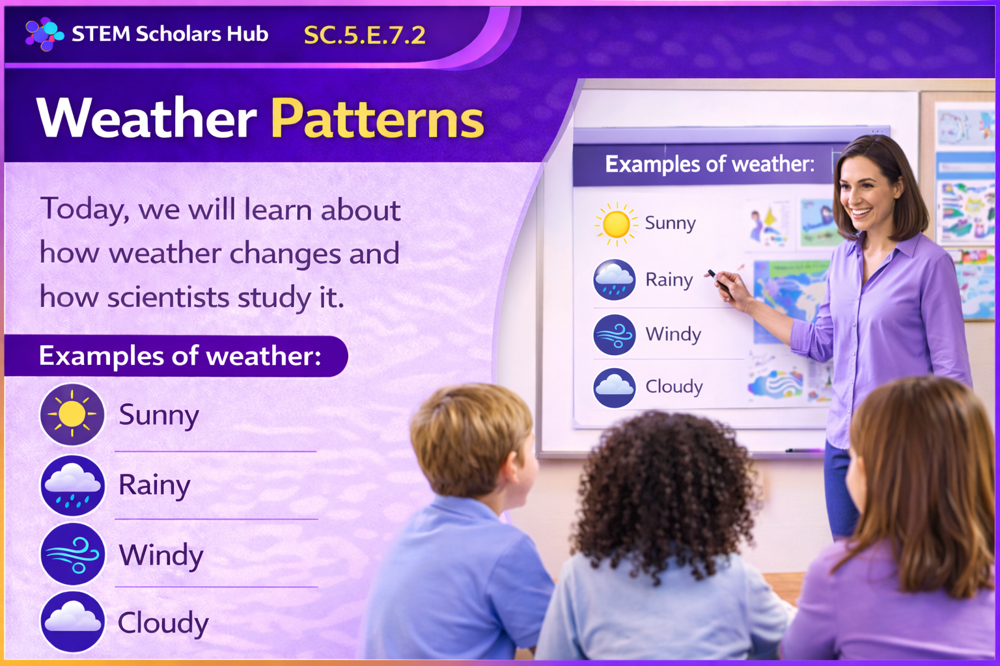 STEM Scholars Hub
SC.5.E.7.2
Weather Patterns
Today, we will learn about
how weather changes and
how scientists study it.
Examples of weather:
Sunny
Rainy
Windy
Cloudy
Examples of weather:
Sunny
Rainy
Windy
Cloudy